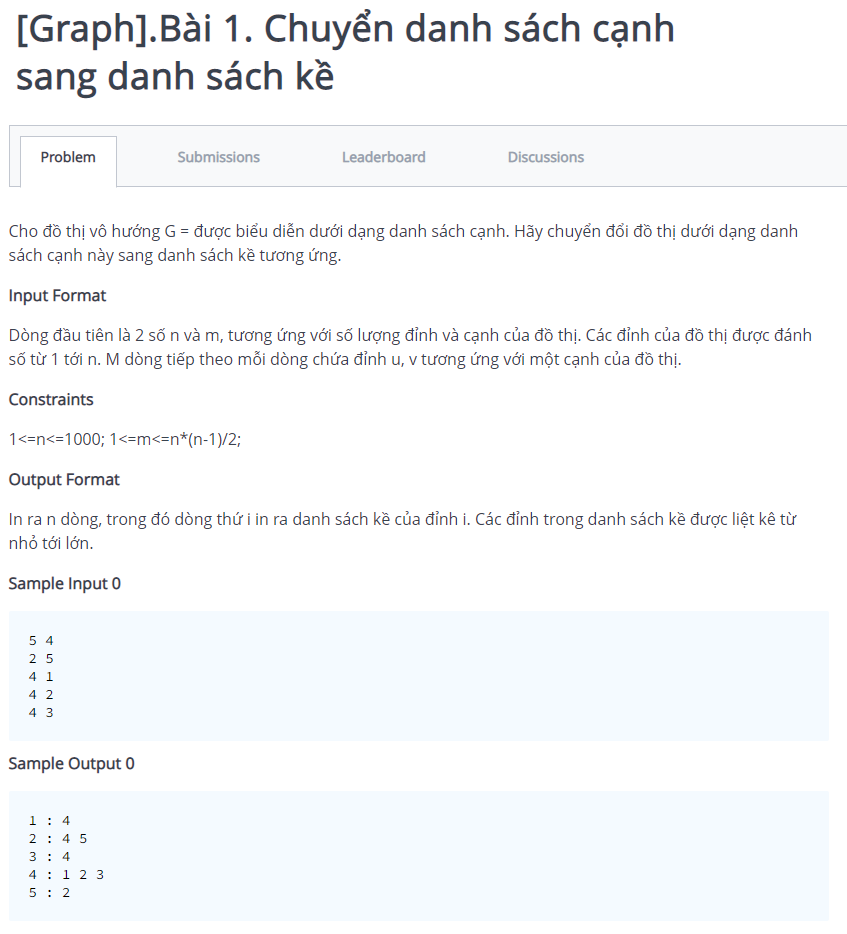 [Graph].Bài 1. Chuyển danh sách cạnh
sang danh sách kề
Problem
Submissions
Leaderboard
Discussions
Cho đồ thị vô hướng G = được biểu diễn dưới dạng danh sách cạnh. Hãy chuyển đổi đồ thị dưới dạng danh
sách cạnh này sang danh sách kề tương ứng.
Input Format
Dòng đầu tiên là 2 số n và m, tương ứng với số lượng đỉnh và cạnh của đồ thị. Các đỉnh của đồ thị được đánh
số từ 1 tới n. M dòng tiếp theo mỗi dòng chứa đỉnh u, v tương ứng với một cạnh của đồ thị.
Constraints
1<=n<=1000; 1<=m<=n*(n-1)/2;
Output Format
In ra n dòng, trong đó dòng thứ i in ra danh sách kề của đỉnh i. Các đỉnh trong danh sách kề được liệt kê từ
nhỏ tới lớn.
Sample Input 0
5 4
2 5
4 1
4 2
4 3
Sample Output 0
1 : 4
2 : 4 5
3 : 4
4 : 1 2 3
5 : 2